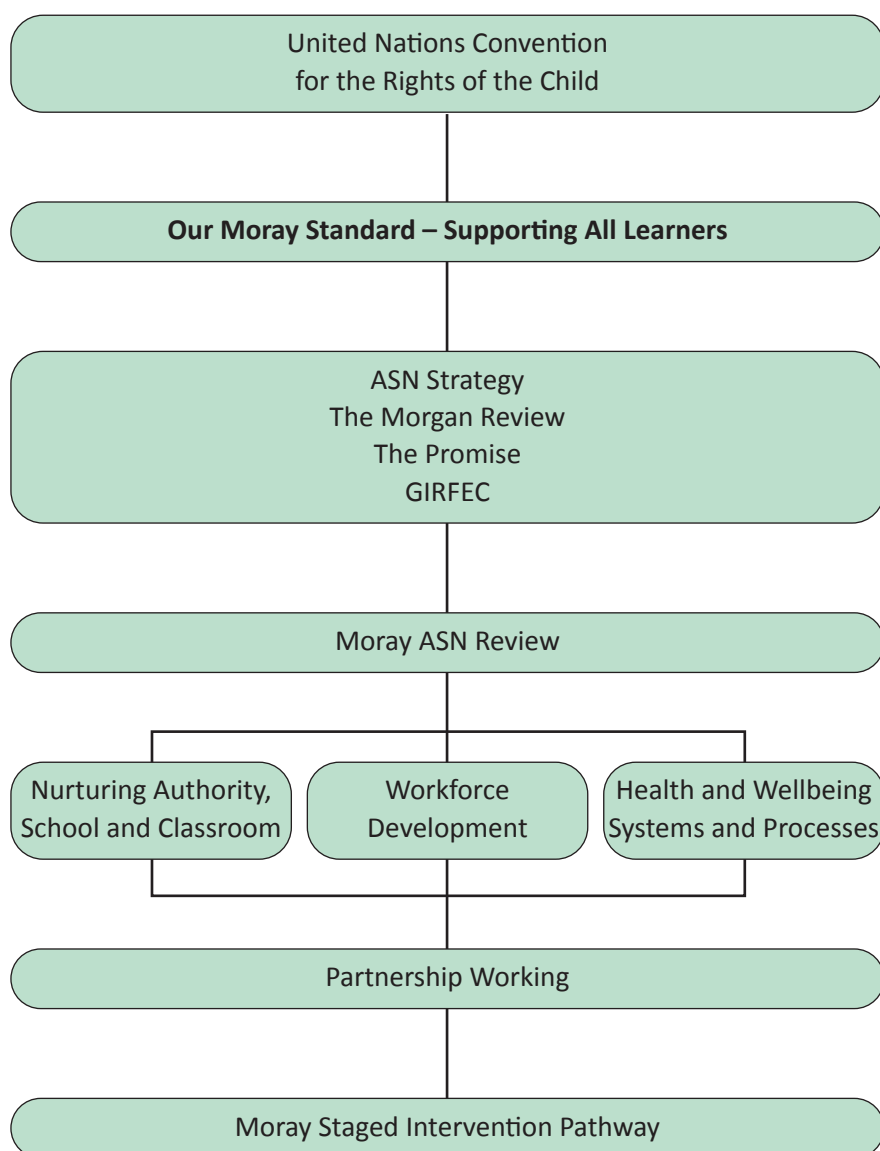 United Nations Convention
for the Rights of the Child
Our Moray Standard – Supporting All Learners
ASN Strategy
The Morgan Review
The Promise
GIRFEC
Moray ASN Review
Nurturing Authority,
School and Classroom
Workforce
Development
Health and Wellbeing
Systems and Processes
Partnership Working
Moray Staged Intervention Pathway